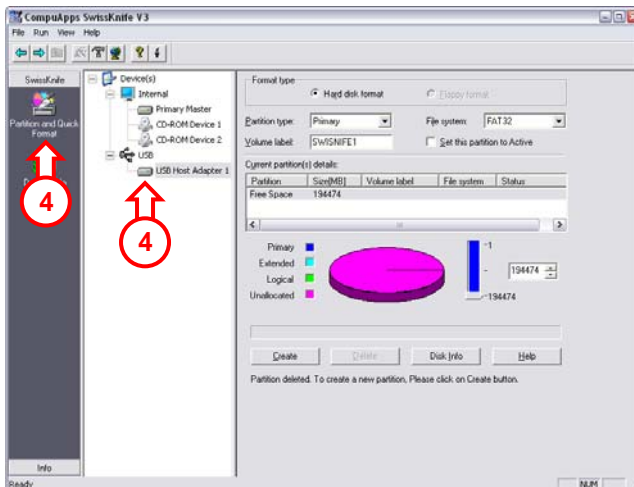 CompuApps SwissKnife V3
File Run View Help
SwissKnife
Partition and Quick
Format
4
Info
Device(s)
Internal
Primary Master
CD-ROM Device 1
CD-ROM Device 2
USB
USB Host Adapter 1
4
Format type
Hard disk format
Floppy format
Partition type:
Primary
File system:
FAT32
Volume label:
SWISNIFE1
Set this partition to Active
Current partition(s) details:
Partition Size[MB] Volume label File system Status
Free Space 194474
Primary
Extended
Logical
Unallocated
-1
-
-194474
194474
Create
Delete
Disk Info
Help
Partition deleted. To create a new partition, Please click on Create button.
Ready
NUM